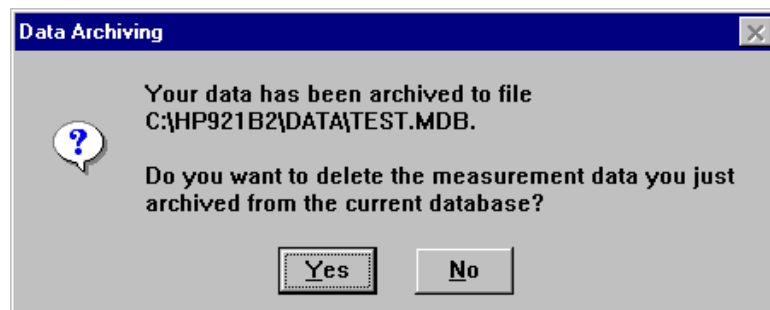 Data Archiving
Your data has been archived to file
C:\HP921B2\DATA\TEST.MDB.
Do you want to delete the measurement data you just
archived from the current database?
Yes No